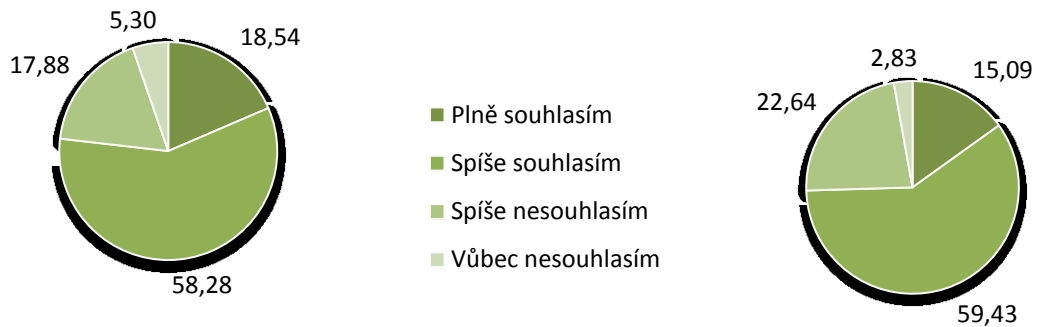 5,30
18,54
17,88
58,28
Plně souhlasím
Spíše souhlasím
Spíše nesouhlasím
Vůbec nesouhlasím
2,83
15,09
22,64
59,43